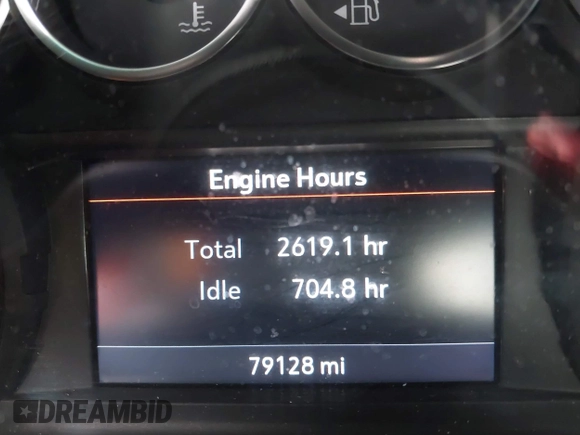 Engine Hours
Total 2619.1 hr
Idle 704.8 hr
79128 mi
DREAMBID